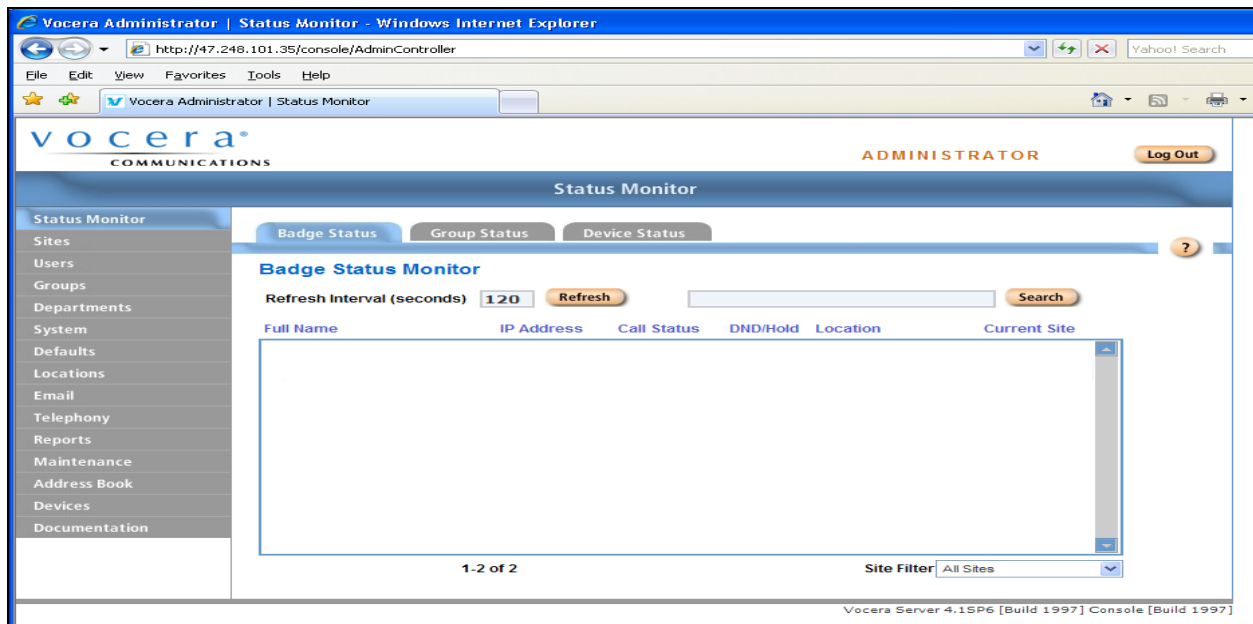 Vocera Administrator | Status Monitor - Windows Internet Explorer
http://47.248.101.35/console/AdminController
Yahoo! Search
File Edit View Favorites Tools Help
Vocera Administrator | Status Monitor
vocera®
COMMUNICATIONS
ADMINISTRATOR
Log Out
Status Monitor
Status Monitor
Sites
Users
Groups
Departments
System
Defaults
Locations
Email
Telephony
Reports
Maintenance
Address Book
Devices
Documentation
Badge Status Group Status Device Status
?
Badge Status Monitor
Refresh Interval (seconds) 120 Refresh Search
Full Name IP Address Call Status DND/Hold Location Current Site
1-2 of 2 Site Filter All Sites
Vocera Server 4.1SP6 [Build 1997] Console [Build 1997]